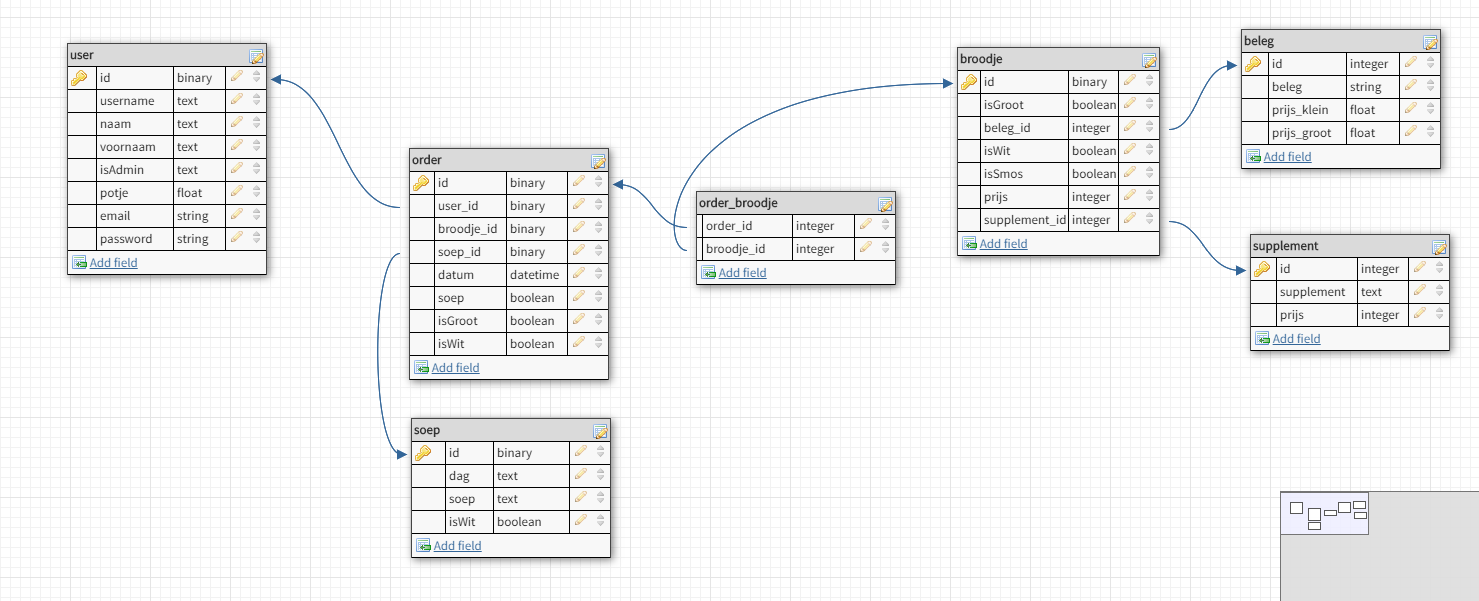 user
id binary
username text
naam text
voornaam text
isAdmin text
potje float
email string
password string
Add field
order
id binary
user_id binary
broodje_id binary
soep_id binary
datum datetime
soep boolean
isGroot boolean
isWit boolean
Add field
soep
id binary
dag text
soep text
isWit boolean
Add field
order_broodje
order_id integer
broodje_id integer
Add field
broodje
id binary
isGroot boolean
beleg_id integer
isWit boolean
isSmos boolean
prijs integer
supplement_id integer
Add field
beleg
id integer
beleg string
prijs_klein float
prijs_groot float
Add field
supplement
id integer
supplement text
prijs integer
Add field